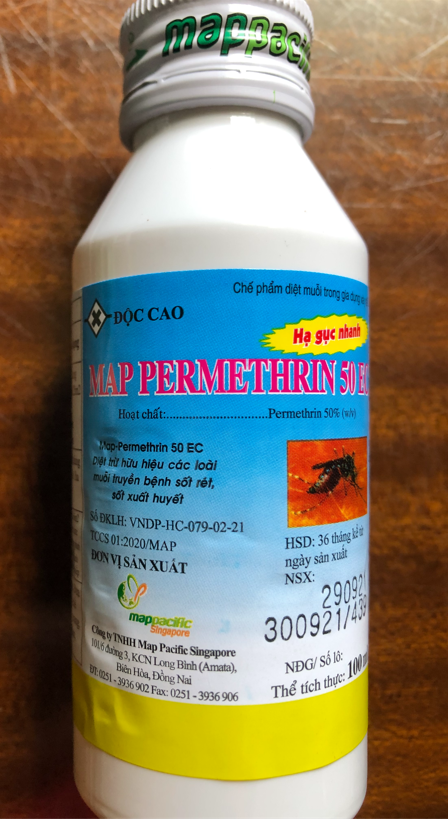 mappacific
Chế phẩm diệt muỗi trong gia dụng
ĐỘC CAO
Hạ gục nhanh
MAP PERMETHRIN 50 EC
Hoạt chất:..............................Permethrin 50% (w/v)
Map-Permethrin 50 EC
Diệt trừ hữu hiệu các loài
muỗi truyền bệnh sốt rét,
sốt xuất huyết
Số ĐKLH: VNDP-HC-079-02-21
TCCS 01:2020/MAP
ĐƠN VỊ SẢN XUẤT
mappacific
Singapore
Công ty TNHH Map Pacific Singapore
101/6 đường 3, KCN Long Bình (Amata),
Biên Hòa, Đồng Nai
ĐT: 0251 - 3936 902 Fax: 0251 - 3936 906
HSD: 36 tháng kể từ
ngày sản xuất
NSX:
290921
300921/439
NĐG/ Số lô:
Thể tích thực: 100